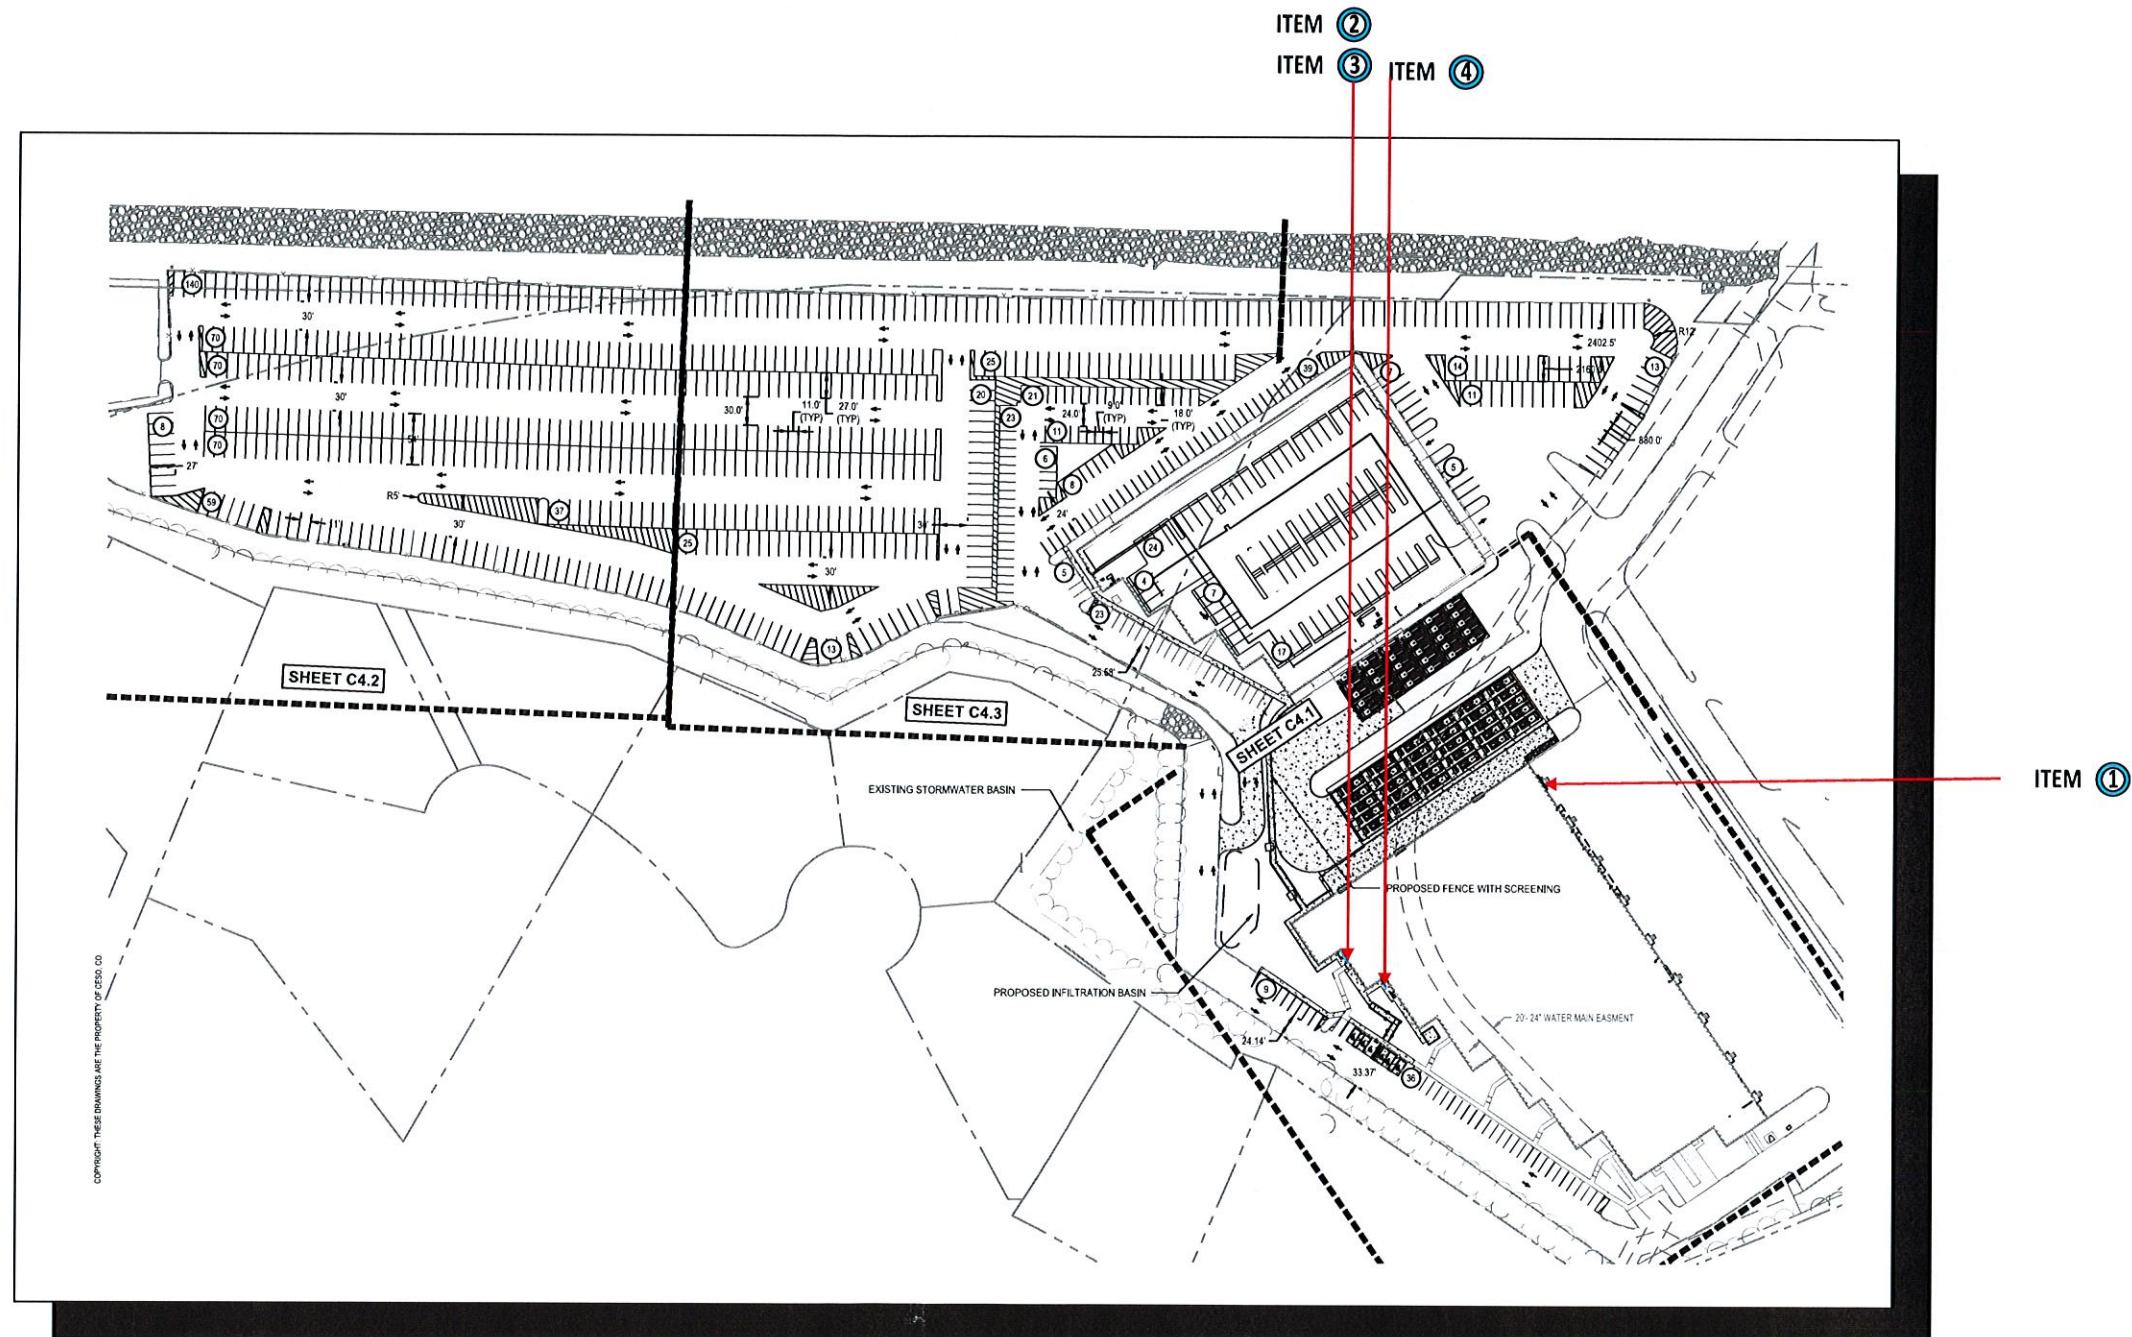 ITEM 2
ITEM 3
ITEM 4
140
30'
70
70
30'
70
70
8
27'
59
11'
R5'
30'
37
25
30.0'
11.0'
(TYP)
27.0'
(TYP)
34'
30'
13
25
20
21
23
24.0'
9.0'
(TYP)
18.0'
(TYP)
11
6
8
24'
5
23
25.58'
39
7
14
11
2402.5'
R12'
13
880.0'
5
24
4
7
17
SHEET C4.2
SHEET C4.3
SHEET C4.1
EXISTING STORMWATER BASIN
ITEM 1
PROPOSED FENCE WITH SCREENING
PROPOSED INFILTRATION BASIN
9
24.14'
33.37'
36
20'- 24" WATER MAIN EASMENT
COPYRIGHT: THESE DRAWINGS ARE THE PROPERTY OF CESO, CO